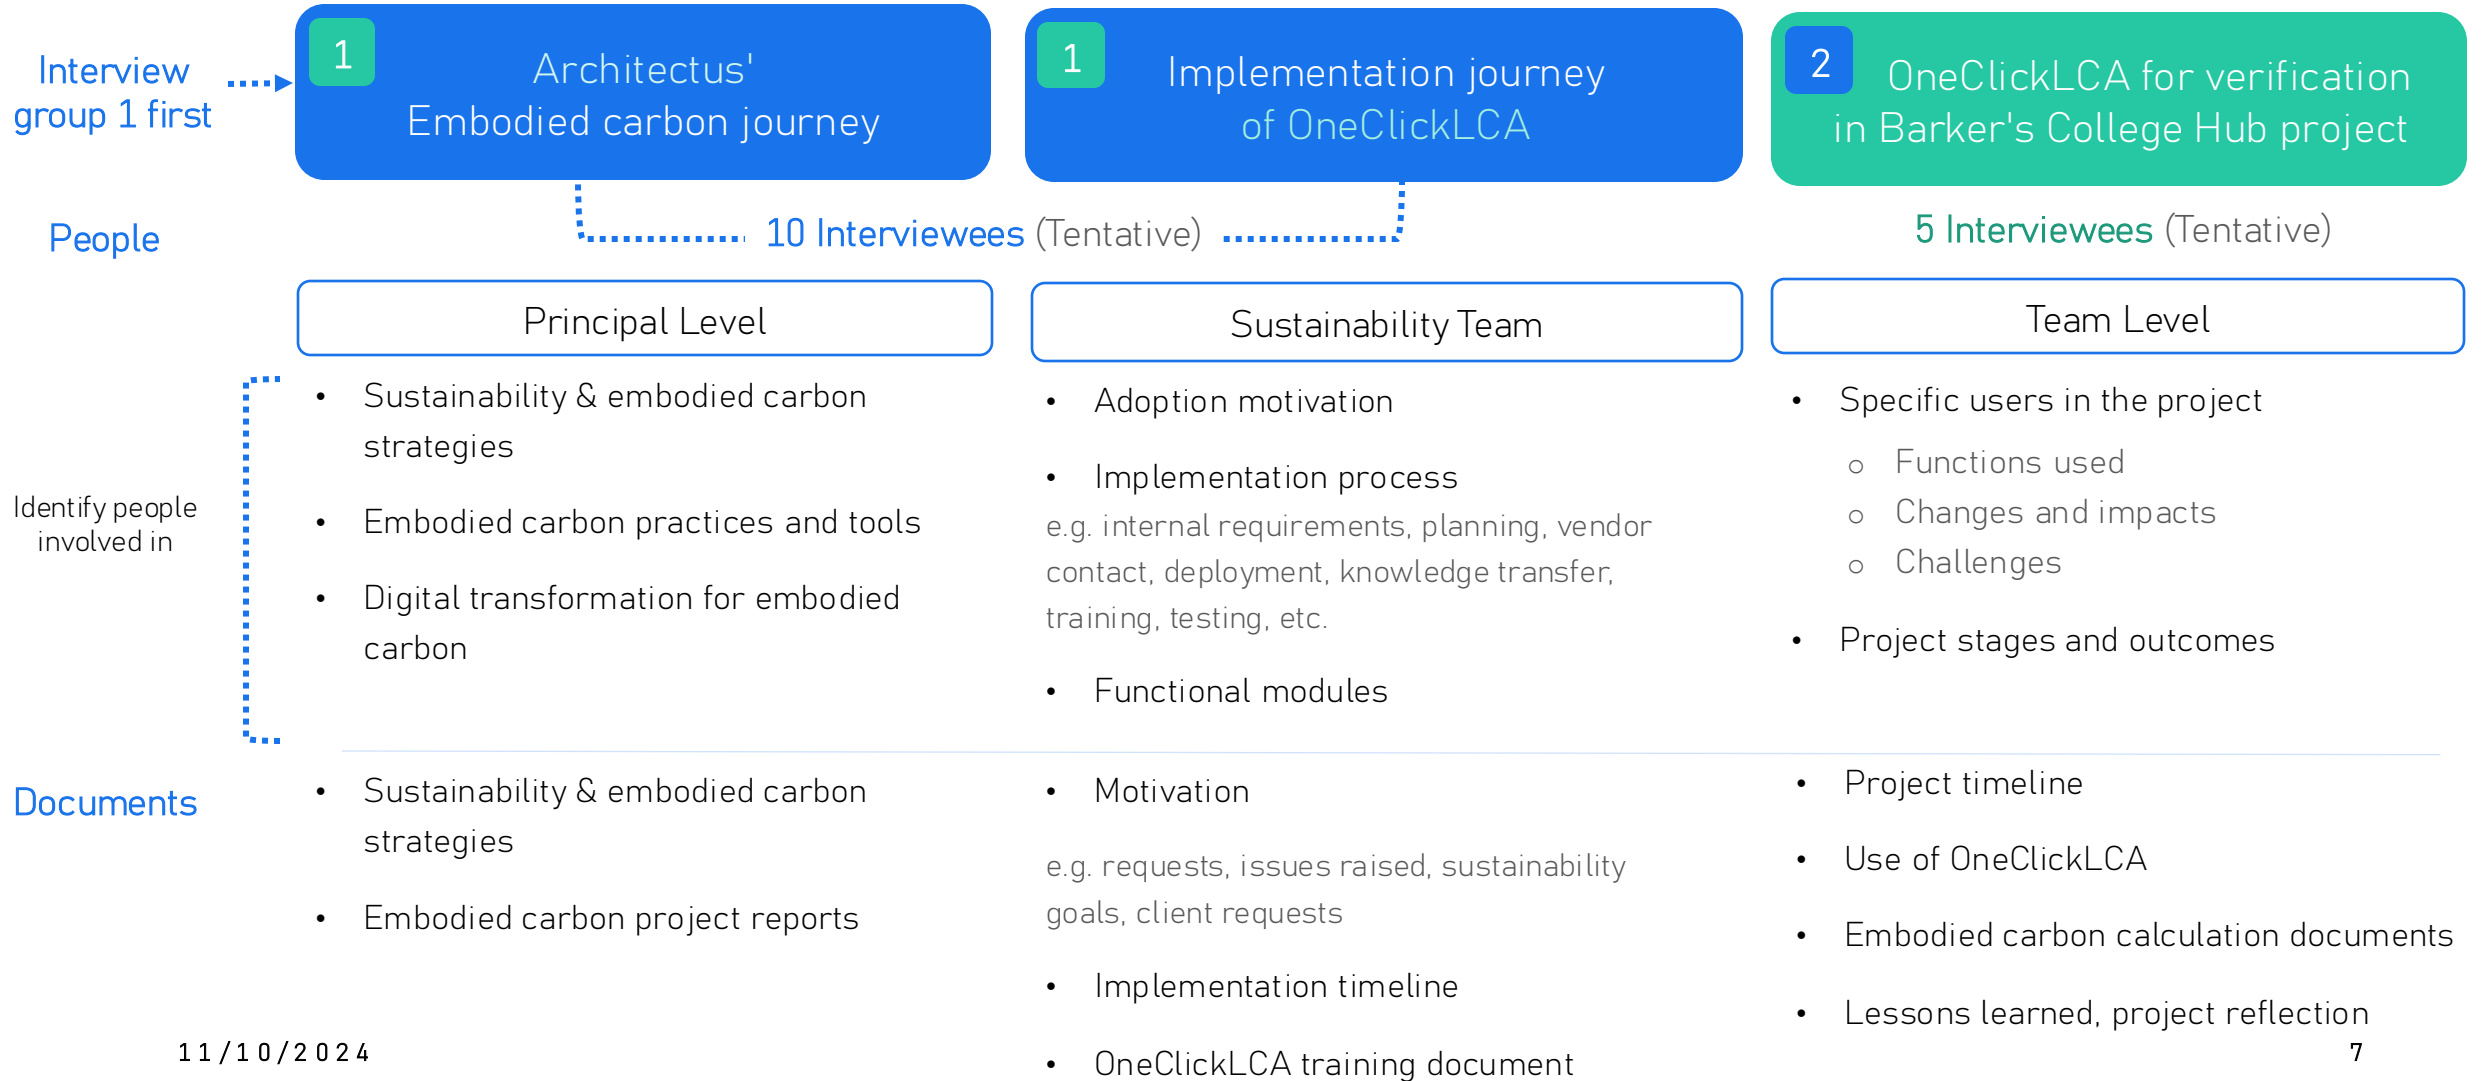 Interview
group 1 first
1
Architectus'
Embodied carbon journey
1
Implementation journey
of OneClickLCA
2
OneClickLCA for verification
in Barker's College Hub project
People
10 Interviewees (Tentative)
5 Interviewees (Tentative)
Principal Level
Sustainability Team
Team Level
Identify people
involved in
• Sustainability & embodied carbon
strategies
• Embodied carbon practices and tools
• Digital transformation for embodied
carbon
• Adoption motivation
• Implementation process
e.g. internal requirements, planning, vendor
contact, deployment, knowledge transfer,
training, testing, etc.
• Functional modules
• Specific users in the project
o Functions used
o Changes and impacts
o Challenges
• Project stages and outcomes
Documents
• Sustainability & embodied carbon
strategies
• Embodied carbon project reports
• Motivation
e.g. requests, issues raised, sustainability
goals, client requests
• Implementation timeline
• OneClickLCA training document
• Project timeline
• Use of OneClickLCA
• Embodied carbon calculation documents
• Lessons learned, project reflection
11/10/2024
7